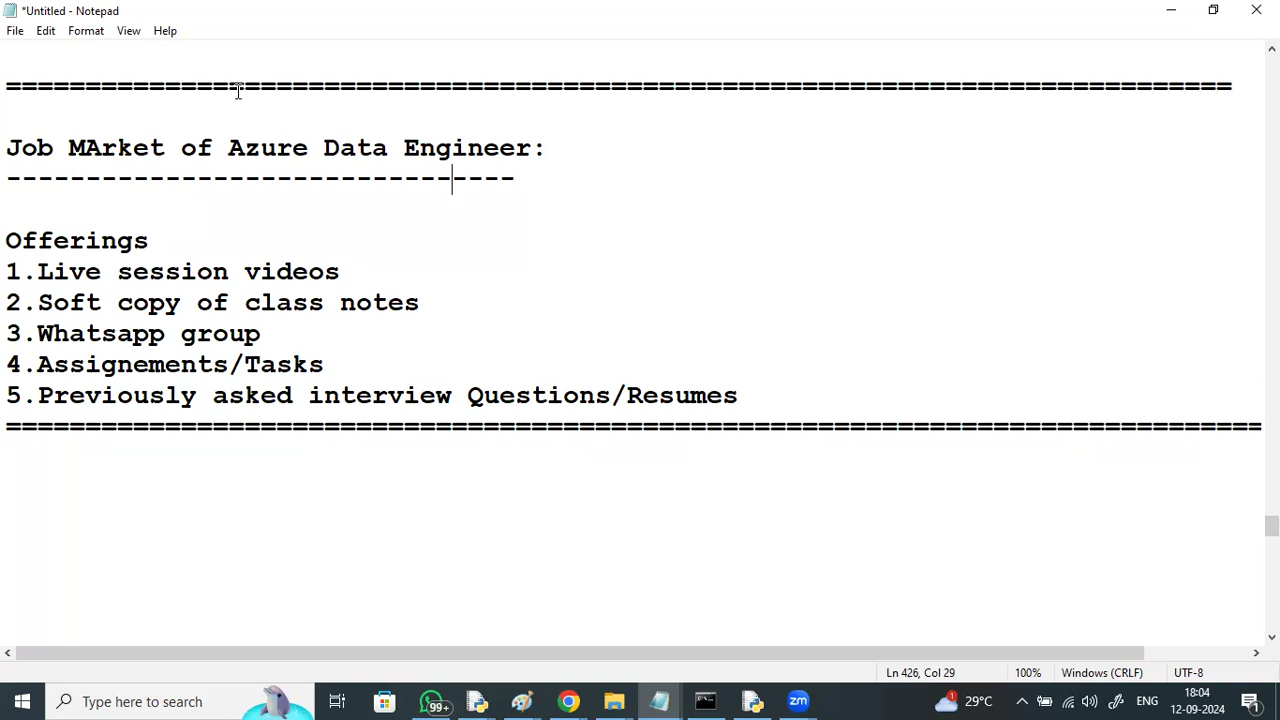 *Untitled - Notepad
File Edit Format View Help
=============================================================================
Job MArket of Azure Data Engineer:
--------------------------------
Offerings
1.Live session videos
2.Soft copy of class notes
3.Whatsapp group
4.Assignements/Tasks
5.Previously asked interview Questions/Resumes
===============================================================================
Ln 426, Col 29 100% Windows (CRLF) UTF-8
Type here to search 99+ zm 1 29°C ENG 18:04 1
12-09-2024